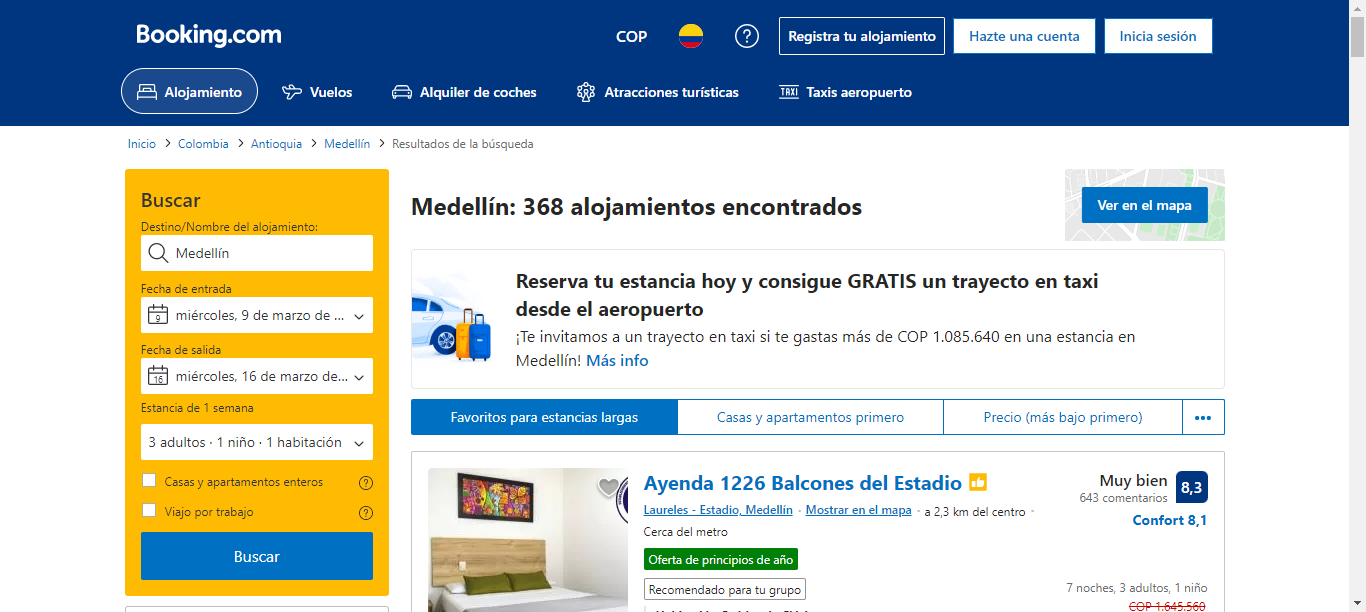 Booking.com
COP
Registra tu alojamiento
Hazte una cuenta
Inicia sesión
Alojamiento
Vuelos
Alquiler de coches
Atracciones turísticas
TAXI Taxis aeropuerto
Inicio > Colombia > Antioquia > Medellín > Resultados de la búsqueda
Buscar
Destino/Nombre del alojamiento:
Medellín
Fecha de entrada
9 miércoles, 9 de marzo de ...
Fecha de salida
16 miércoles, 16 de marzo de...
Estancia de 1 semana
3 adultos · 1 niño · 1 habitación
Casas y apartamentos enteros
Viajo por trabajo
Buscar
Medellín: 368 alojamientos encontrados
Ver en el mapa
Reserva tu estancia hoy y consigue GRATIS un trayecto en taxi
desde el aeropuerto
¡Te invitamos a un trayecto en taxi si te gastas más de COP 1.085.640 en una estancia en
Medellín! Más info
Favoritos para estancias largas
Casas y apartamentos primero
Precio (más bajo primero)
Ayenda 1226 Balcones del Estadio
Laureles - Estadio, Medellín · Mostrar en el mapa · a 2,3 km del centro ·
Cerca del metro
Oferta de principios de año
Recomendado para tu grupo
Muy bien
643 comentarios
8,3
Confort 8,1
7 noches, 3 adultos, 1 niño
COP 1.645.560